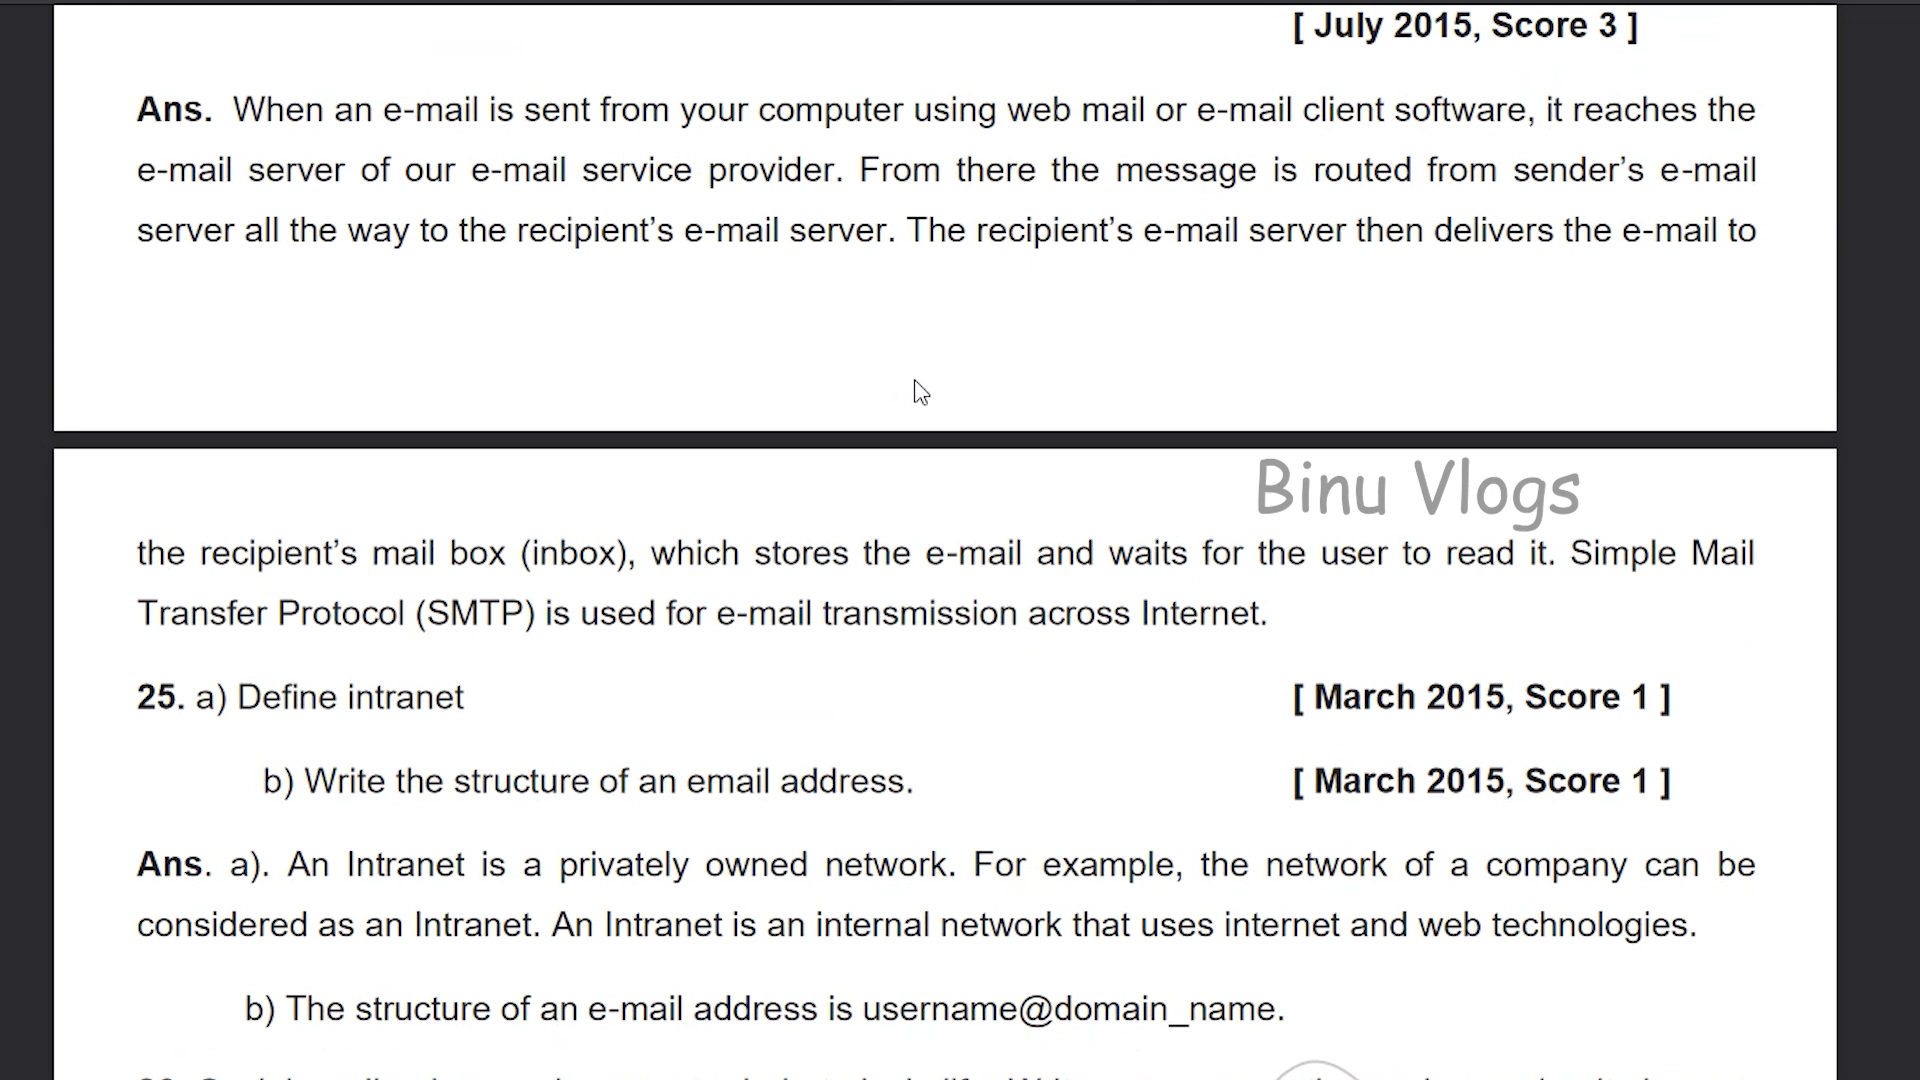 [ July 2015, Score 3 ]
Ans. When an e-mail is sent from your computer using web mail or e-mail client software, it reaches the
e-mail server of our e-mail service provider. From there the message is routed from sender’s e-mail
server all the way to the recipient’s e-mail server. The recipient’s e-mail server then delivers the e-mail to
Binu Vlogs
the recipient’s mail box (inbox), which stores the e-mail and waits for the user to read it. Simple Mail
Transfer Protocol (SMTP) is used for e-mail transmission across Internet.
25. a) Define intranet [ March 2015, Score 1 ]
b) Write the structure of an email address. [ March 2015, Score 1 ]
Ans. a). An Intranet is a privately owned network. For example, the network of a company can be
considered as an Intranet. An Intranet is an internal network that uses internet and web technologies.
b) The structure of an e-mail address is username@domain_name.